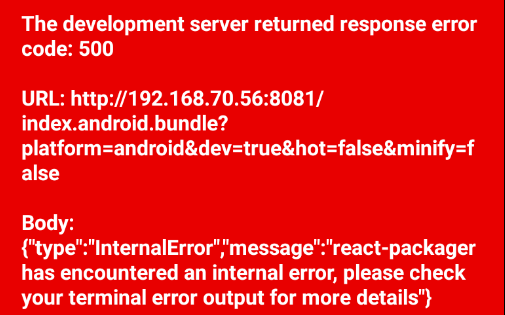 The development server returned response error
code: 500
URL: http://192.168.70.56:8081/
index.android.bundle?
platform=android&dev=true&hot=false&minify=f
alse
Body:
{"type":"InternalError","message":"react-packager
has encountered an internal error, please check
your terminal error output for more details"}